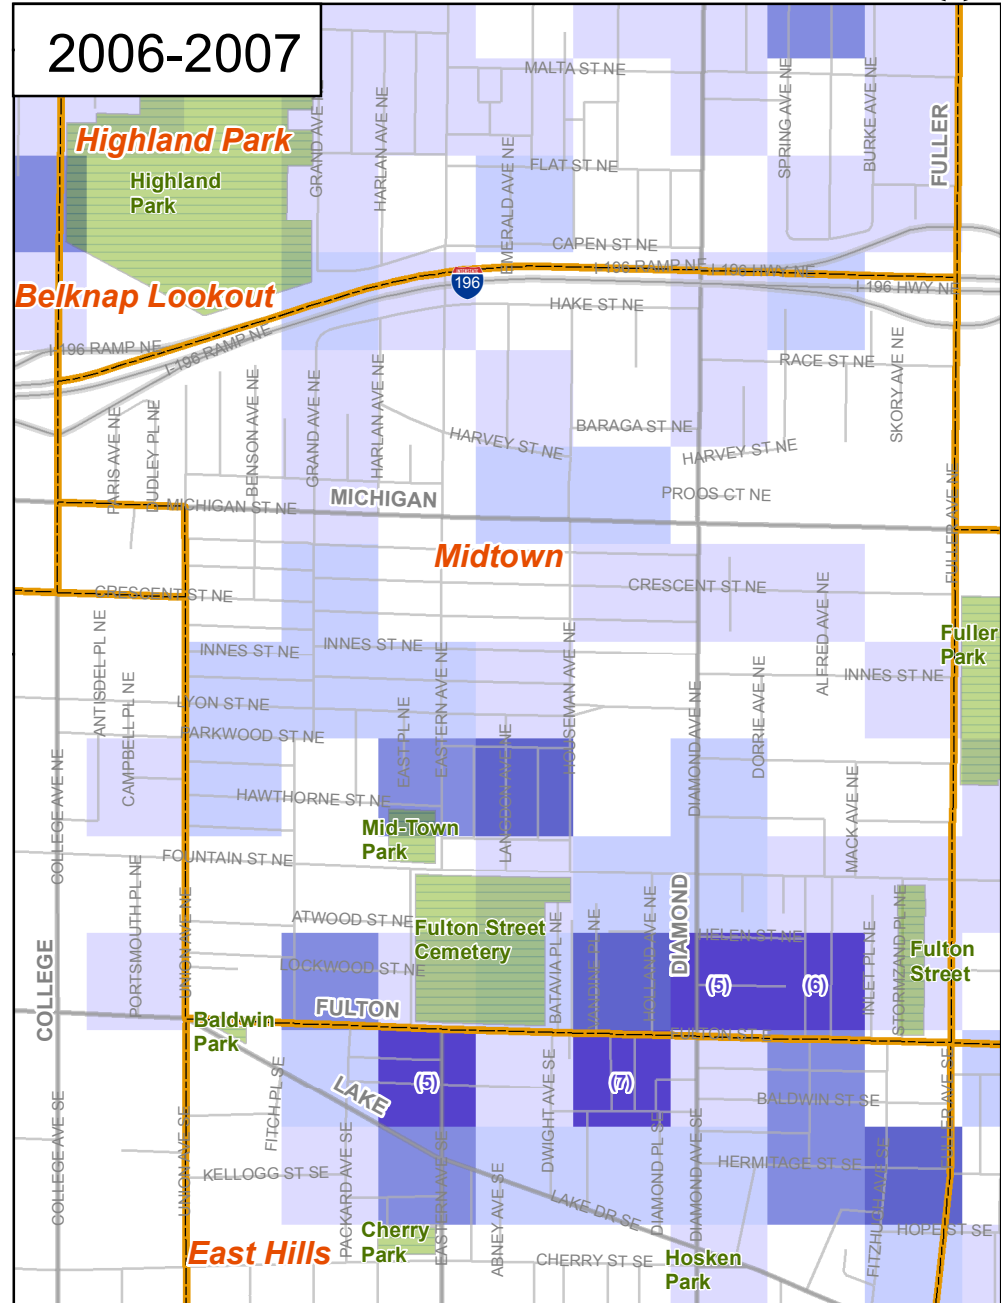 2006-2007
MALTA ST NE
Highland Park
Highland
Park
GRAND AVE NE
HARLAN AVE NE
EMERALD AVE NE
FLAT ST NE
SPRING AVE NE
BURKE AVE NE
FULLER
CAPEN ST NE
I-196 RAMP NE
I-196 HWY NE
Belknap Lookout
INTERSTATE
196
HAKE ST NE
I-196 HWY NE
I-196 RAMP NE
I-196 RAMP NE
RACE ST NE
SKORY AVE NE
PARIS AVE NE
DUDLEY PL NE
BENSON AVE NE
GRAND AVE NE
HARLAN AVE NE
HARVEY ST NE
BARAGA ST NE
HARVEY ST NE
MICHIGAN ST NE
MICHIGAN
PROOS CT NE
FULLER AVE NE
Midtown
CRESCENT ST NE
CRESCENT ST NE
ALFRED AVE NE
ANTISDEL PL NE
CAMPBELL PL NE
INNES ST NE
INNES ST NE
EASTERN AVE NE
HOUSEMAN AVE NE
Fuller
Park
INNES ST NE
LYON ST NE
EAST PL NE
DIAMOND AVE NE
DORRIE AVE NE
PARKWOOD ST NE
LANGDON AVE NE
COLLEGE AVE NE
HAWTHORNE ST NE
MACK AVE NE
Mid-Town
Park
FOUNTAIN ST NE
PORTSMOUTH PL NE
UNION AVE NE
ATWOOD ST NE
Fulton Street
Cemetery
BATAVIA PL NE
HOLLAND AVE NE
DIAMOND
HELEN ST NE
INLET PL NE
STORMZAND PL NE
Fulton
Street
COLLEGE
LOCKWOOD ST NE
(5)
(6)
FULTON
Baldwin
Park
(5)
(7)
LAKE
FITCH PL SE
DWIGHT AVE SE
BALDWIN ST SE
FULLER AVE SE
COLLEGE AVE SE
UNION AVE SE
KELLOGG ST SE
PACKARD AVE SE
EASTERN AVE SE
ABNEY AVE SE
LAKE DR SE
DIAMOND PL SE
DIAMOND AVE SE
HERMITAGE ST SE
FITZHUGH AVE SE
HOPE ST SE
East Hills
Cherry
Park
CHERRY ST SE
Hosken
Park